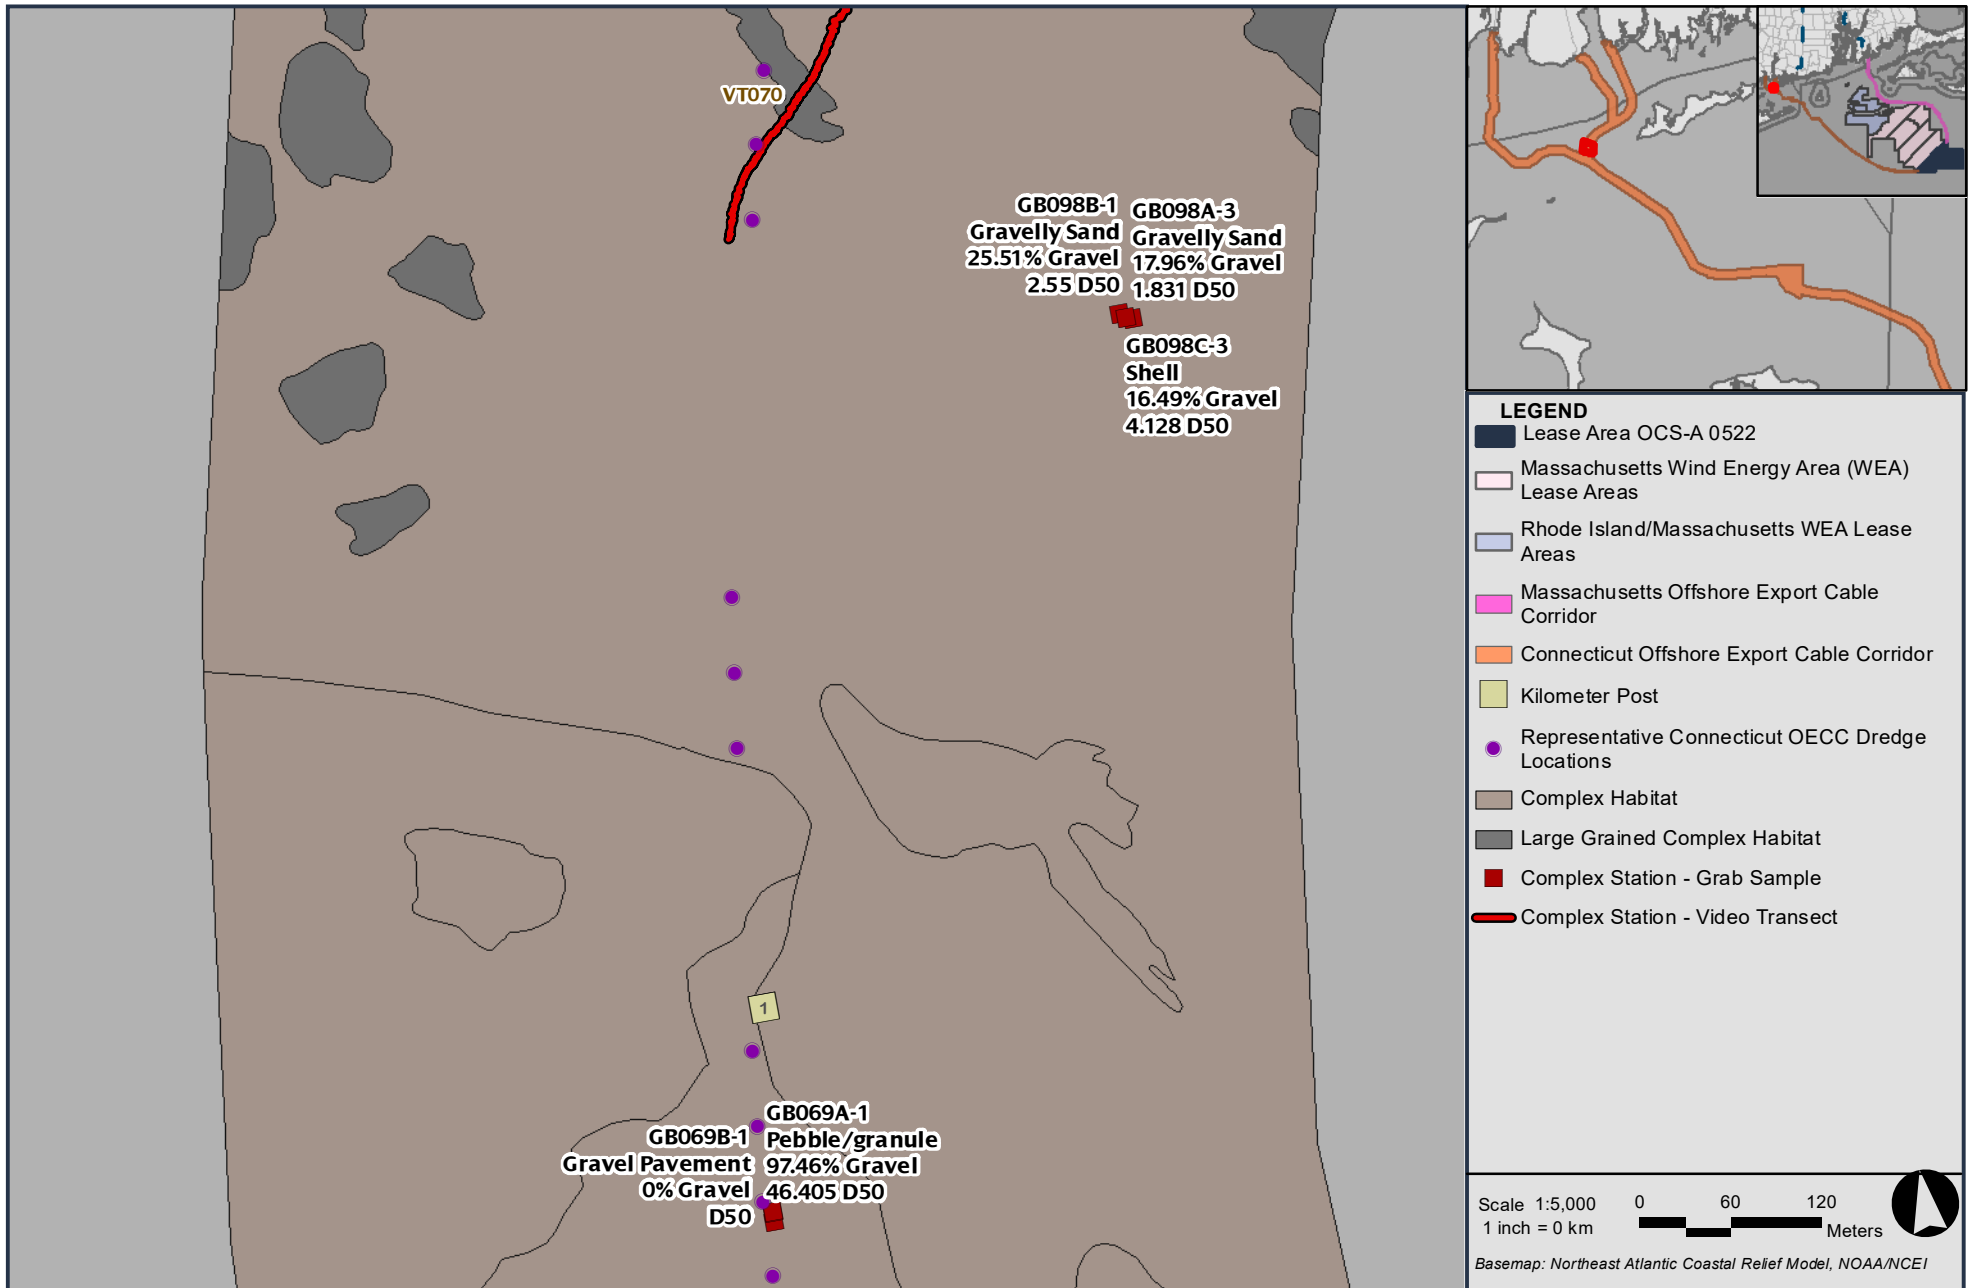 VT070
GB098B-1
Gravelly Sand
25.51% Gravel
2.55 D50
GB098A-3
Gravelly Sand
17.96% Gravel
1.831 D50
GB098C-3
Shell
16.49% Gravel
4.128 D50
1
GB069B-1
Gravel Pavement
0% Gravel
D50
GB069A-1
Pebble/granule
97.46% Gravel
46.405 D50
LEGEND
Lease Area OCS-A 0522
Massachusetts Wind Energy Area (WEA)
Lease Areas
Rhode Island/Massachusetts WEA Lease
Areas
Massachusetts Offshore Export Cable
Corridor
Connecticut Offshore Export Cable Corridor
Kilometer Post
Representative Connecticut OECC Dredge
Locations
Complex Habitat
Large Grained Complex Habitat
Complex Station - Grab Sample
Complex Station - Video Transect
Scale 1:5,000
1 inch = 0 km
0 60 120
Meters
Basemap: Northeast Atlantic Coastal Relief Model, NOAA/NCEI